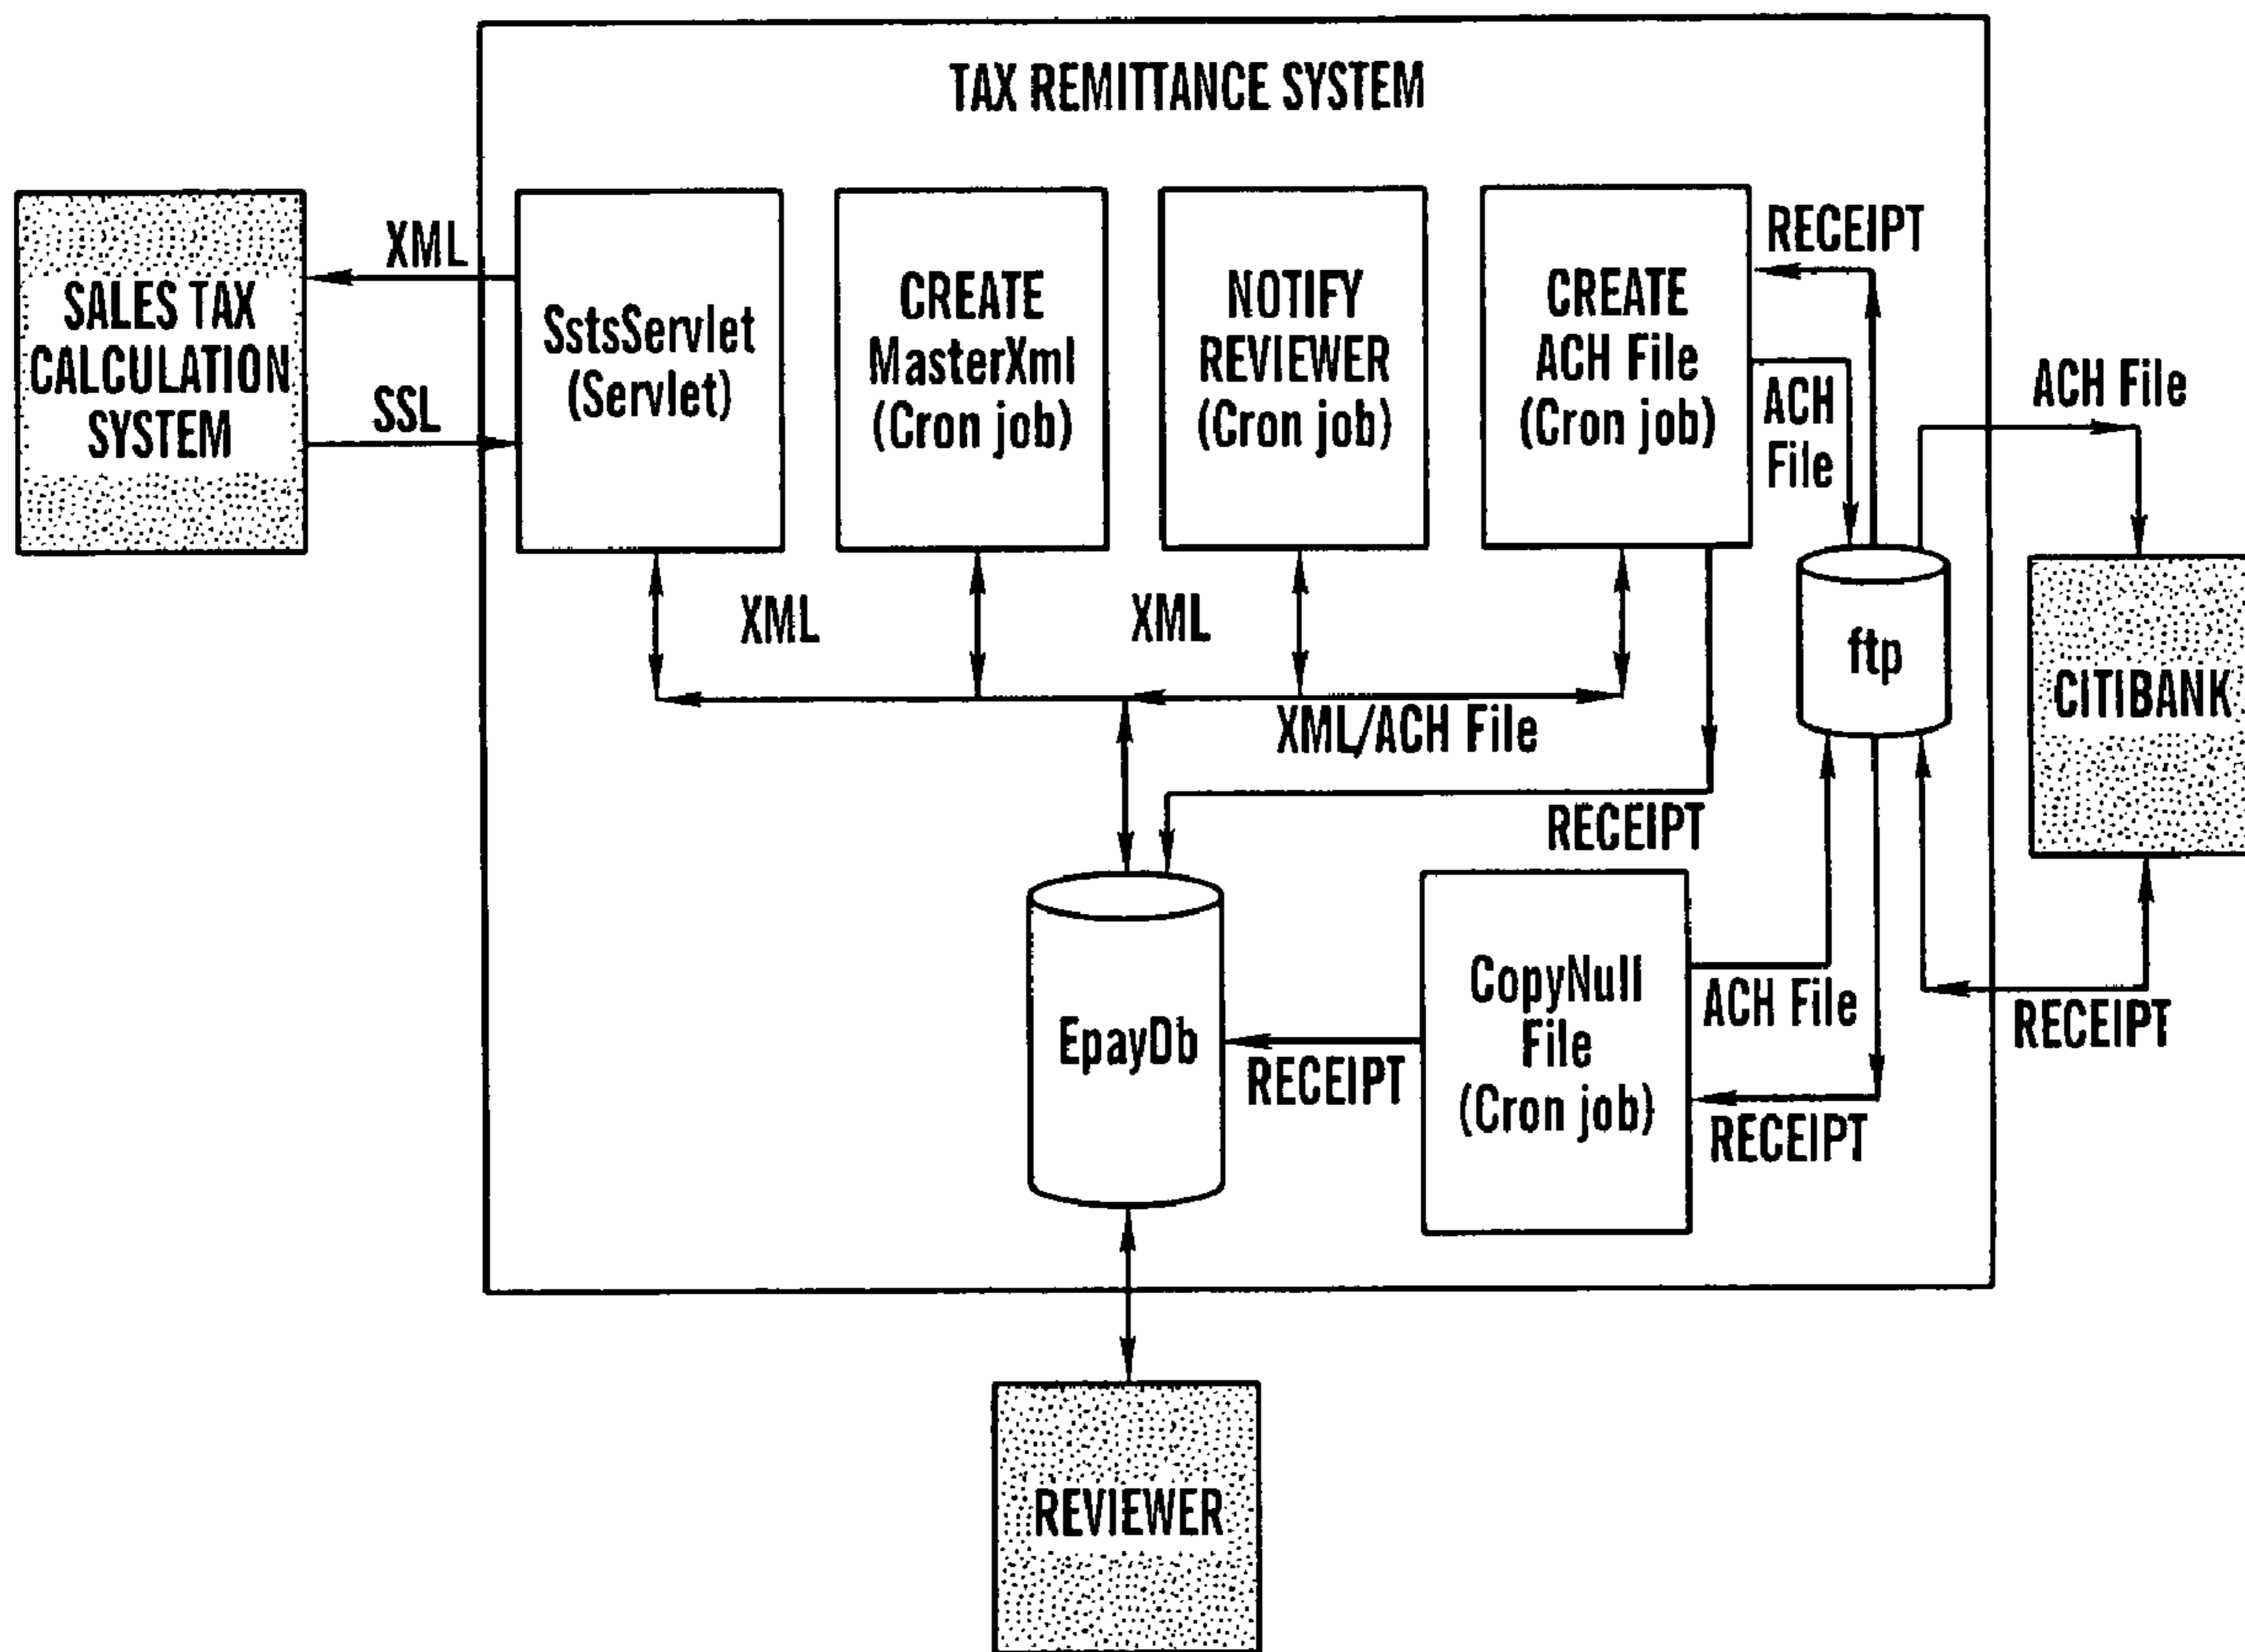 TAX REMITTANCE SYSTEM
SALES TAX
CALCULATION
SYSTEM
XML
SSL
SstsServlet
(Servlet)
CREATE
MasterXml
(Cron job)
NOTIFY
REVIEWER
(Cron job)
CREATE
ACH File
(Cron job)
RECEIPT
ACH
File
ACH File
ftp
CITIBANK
XML
XML
XML/ACH File
RECEIPT
EpayDb
RECEIPT
CopyNull
File
(Cron job)
ACH File
RECEIPT
RECEIPT
REVIEWER